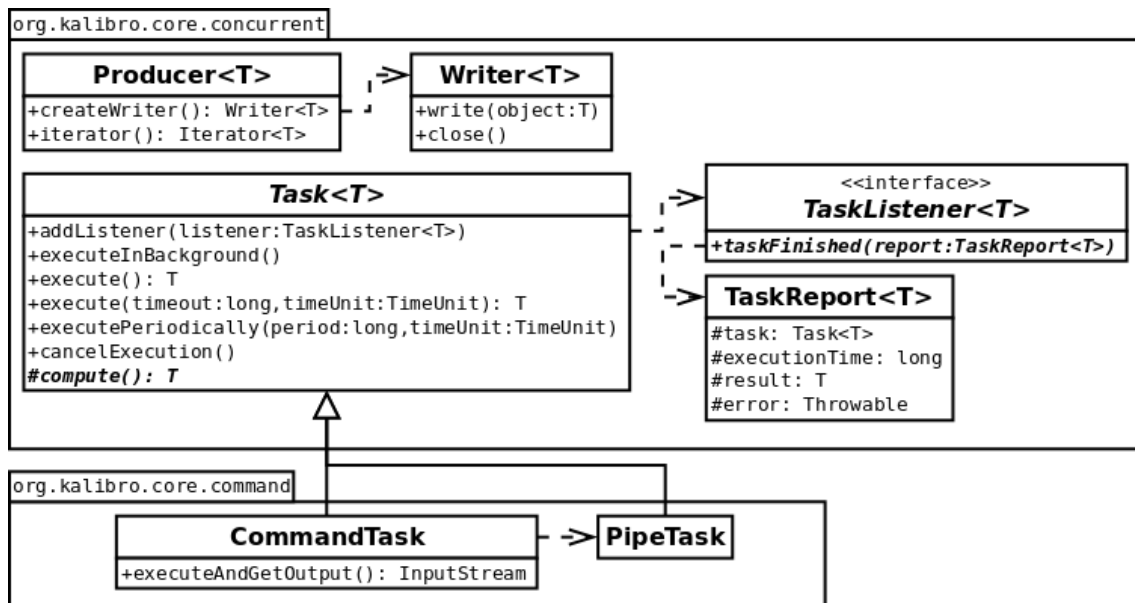 org.kalibro.core.concurrent
Producer<T>
+createWriter(): Writer<T>
+iterator(): Iterator<T>
Writer<T>
+write(object:T)
+close()
Task<T>
+addListener(listener:TaskListener<T>)
+executeInBackground()
+execute(): T
+execute(timeout:long,timeUnit:TimeUnit): T
+executePeriodically(period:long,timeUnit:TimeUnit)
+cancelExecution()
#compute(): T
<<interface>>
TaskListener<T>
+taskFinished(report:TaskReport<T>)
TaskReport<T>
#task: Task<T>
#executionTime: long
#result: T
#error: Throwable
org.kalibro.core.command
CommandTask
+executeAndGetOutput(): InputStream
PipeTask